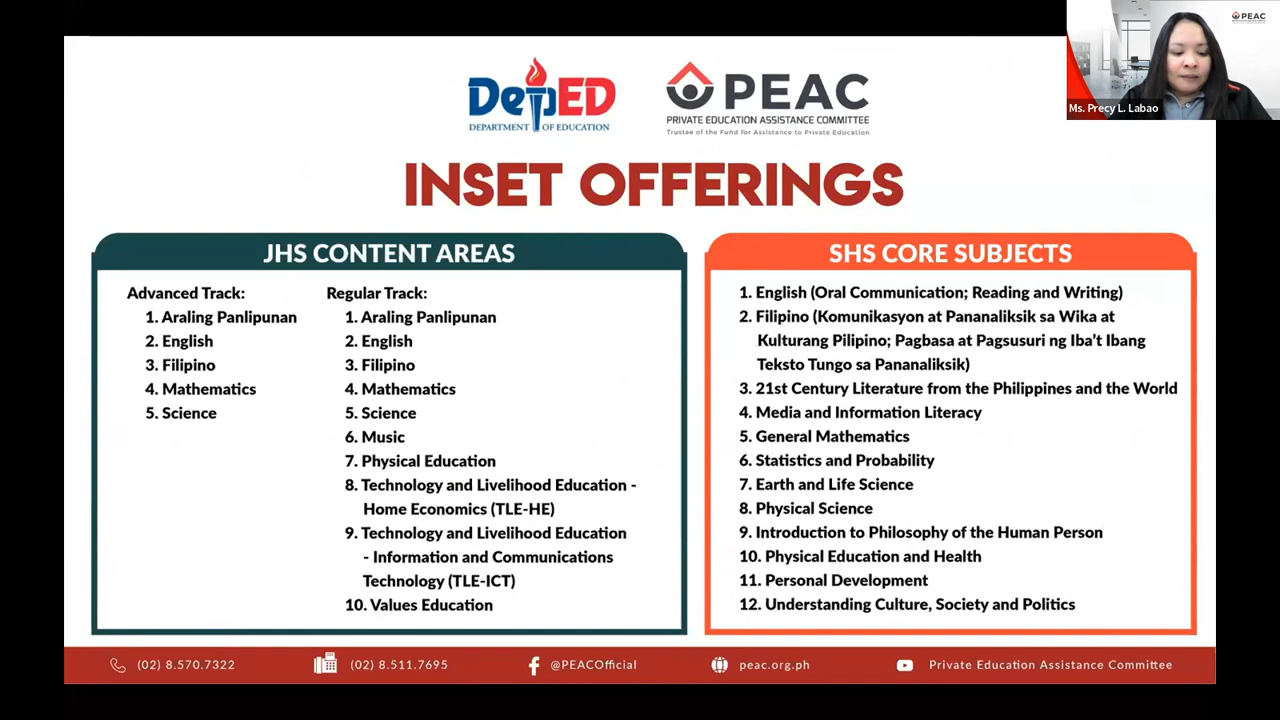 PEAC
Ms. Precy L. Labao
DepED
DEPARTMENT OF EDUCATION
PEAC
PRIVATE EDUCATION ASSISTANCE COMMITTEE
Trustee of the Fund for Assistance to Private Education
INSET OFFERINGS
JHS CONTENT AREAS
Advanced Track:
1. Araling Panlipunan
2. English
3. Filipino
4. Mathematics
5. Science
Regular Track:
1. Araling Panlipunan
2. English
3. Filipino
4. Mathematics
5. Science
6. Music
7. Physical Education
8. Technology and Livelihood Education -
Home Economics (TLE-HE)
9. Technology and Livelihood Education
- Information and Communications
Technology (TLE-ICT)
10. Values Education
SHS CORE SUBJECTS
1. English (Oral Communication; Reading and Writing)
2. Filipino (Komunikasyon at Pananaliksik sa Wika at
Kulturang Pilipino; Pagbasa at Pagsusuri ng Iba't Ibang
Teksto Tungo sa Pananaliksik)
3. 21st Century Literature from the Philippines and the World
4. Media and Information Literacy
5. General Mathematics
6. Statistics and Probability
7. Earth and Life Science
8. Physical Science
9. Introduction to Philosophy of the Human Person
10. Physical Education and Health
11. Personal Development
12. Understanding Culture, Society and Politics
(02) 8.570.7322
(02) 8.511.7695
@PEACOfficial
peac.org.ph
Private Education Assistance Committee